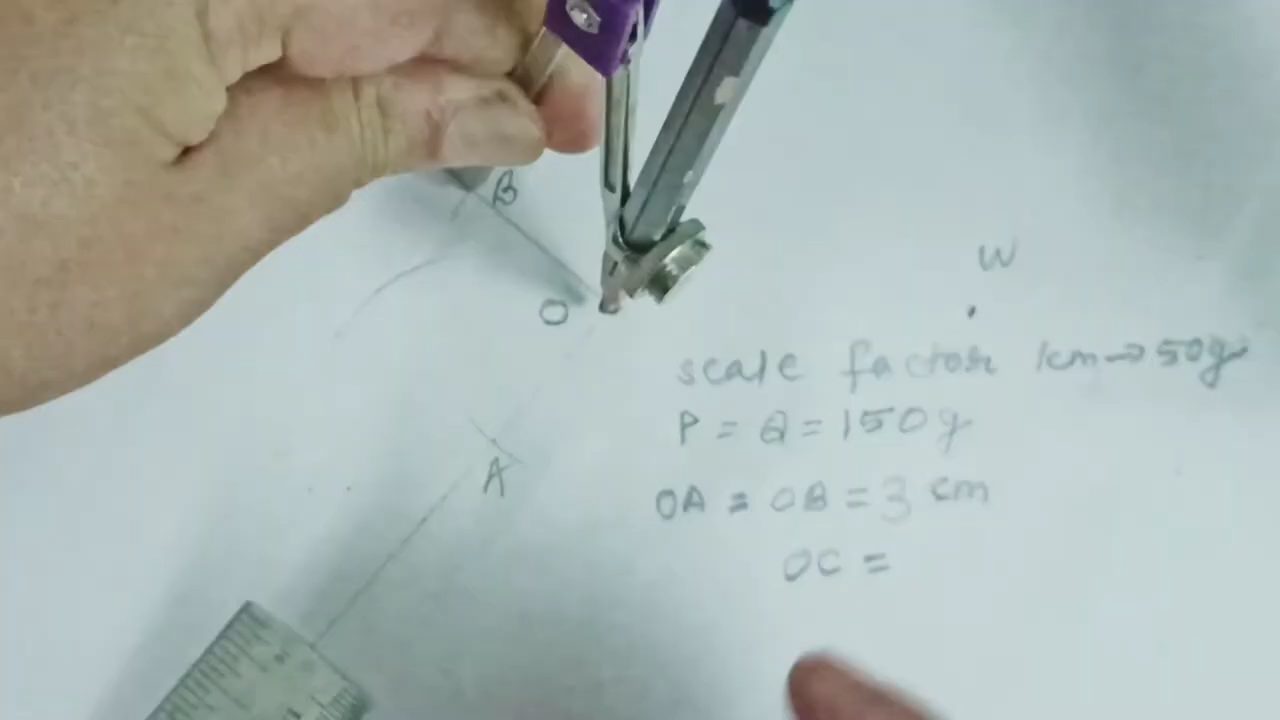 B
O
W
scale factor 1cm→50g
P = Q = 150g
A
OA = OB = 3 cm
OC =